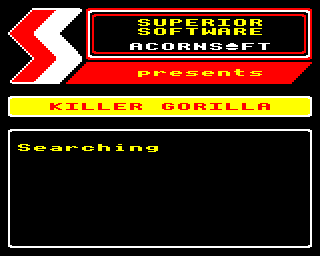 SUPERIOR
SOFTWARE
ACORNSOFT
presents
KILLER GORILLA
Searching